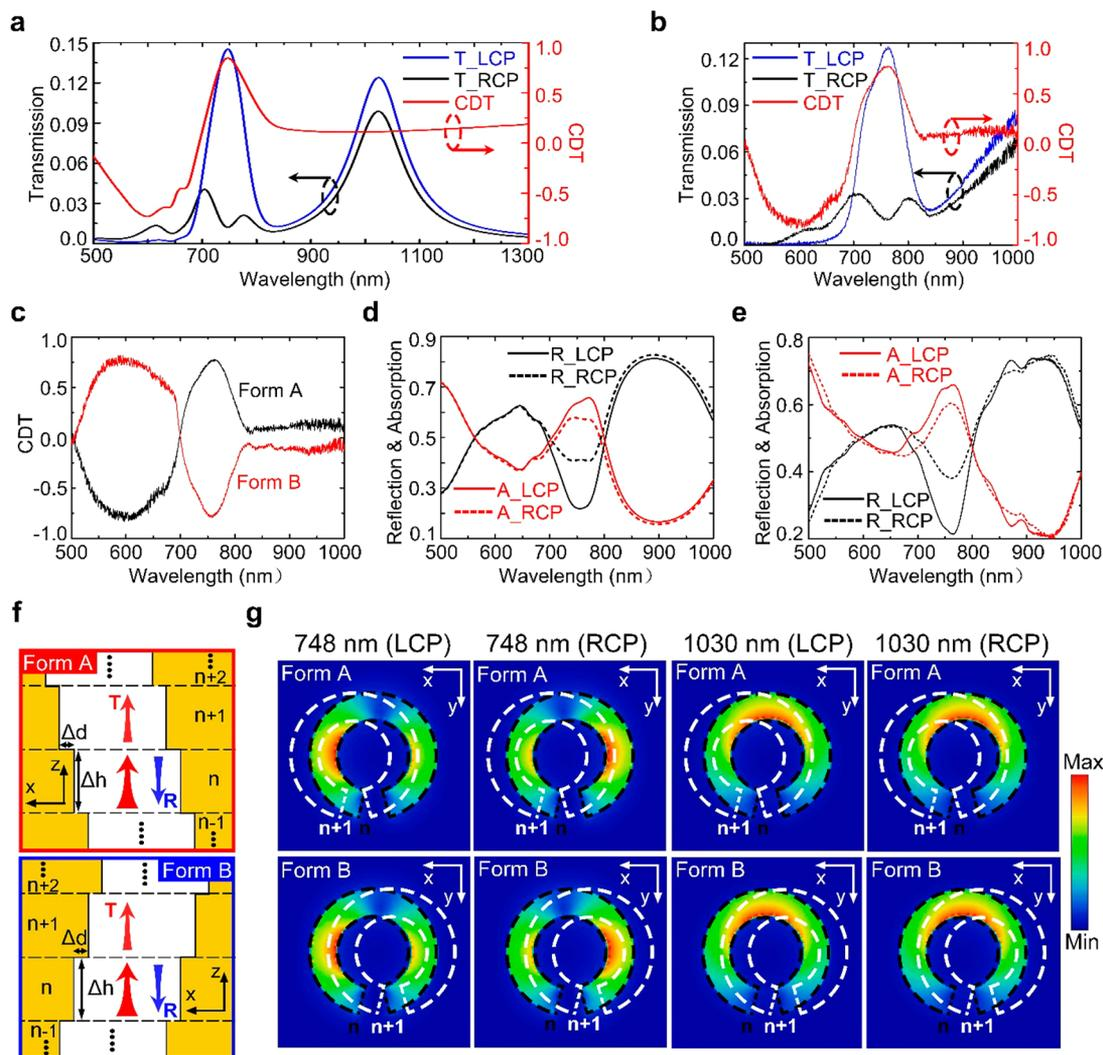 a
0.15
0.12
0.09
0.06
0.03
0.0
Transmission
T_LCP
T_RCP
CDT
1.0
0.5
0.0
-0.5
-1.0
CDT
500
700
900
1100
1300
Wavelength (nm)
b
0.12
0.09
0.06
0.03
0.0
Transmission
T_LCP
T_RCP
CDT
1.0
0.5
0.0
-0.5
-1.0
CDT
500
600
700
800
900
1000
Wavelength (nm)
c
1.0
0.5
0.0
-0.5
-1.0
CDT
Form A
Form B
500
600
700
800
900
1000
Wavelength (nm）
d
0.9
0.7
0.5
0.3
0.1
Reflection & Absorption
R_LCP
R_RCP
A_LCP
A_RCP
500
600
700
800
900
1000
Wavelength (nm）
e
0.8
0.6
0.4
0.2
Reflection & Absorption
A_LCP
A_RCP
R_LCP
R_RCP
500
600
700
800
900
1000
Wavelength (nm）
f
Form A
n+2
T
n+1
Δd
z
x
Δh
n
R
n-1
Form B
n+2
T
n+1
Δd
n
Δh
z
x
R
n-1
g
748 nm (LCP)
748 nm (RCP)
1030 nm (LCP)
1030 nm (RCP)
Form A
x
y
n+1
n
Form A
x
y
n+1
n
Form A
x
y
n+1
n
Form A
x
y
n+1
n
Form B
x
y
n
n+1
Form B
x
y
n
n+1
Form B
x
y
n
n+1
Form B
x
y
n
n+1
Max
Min